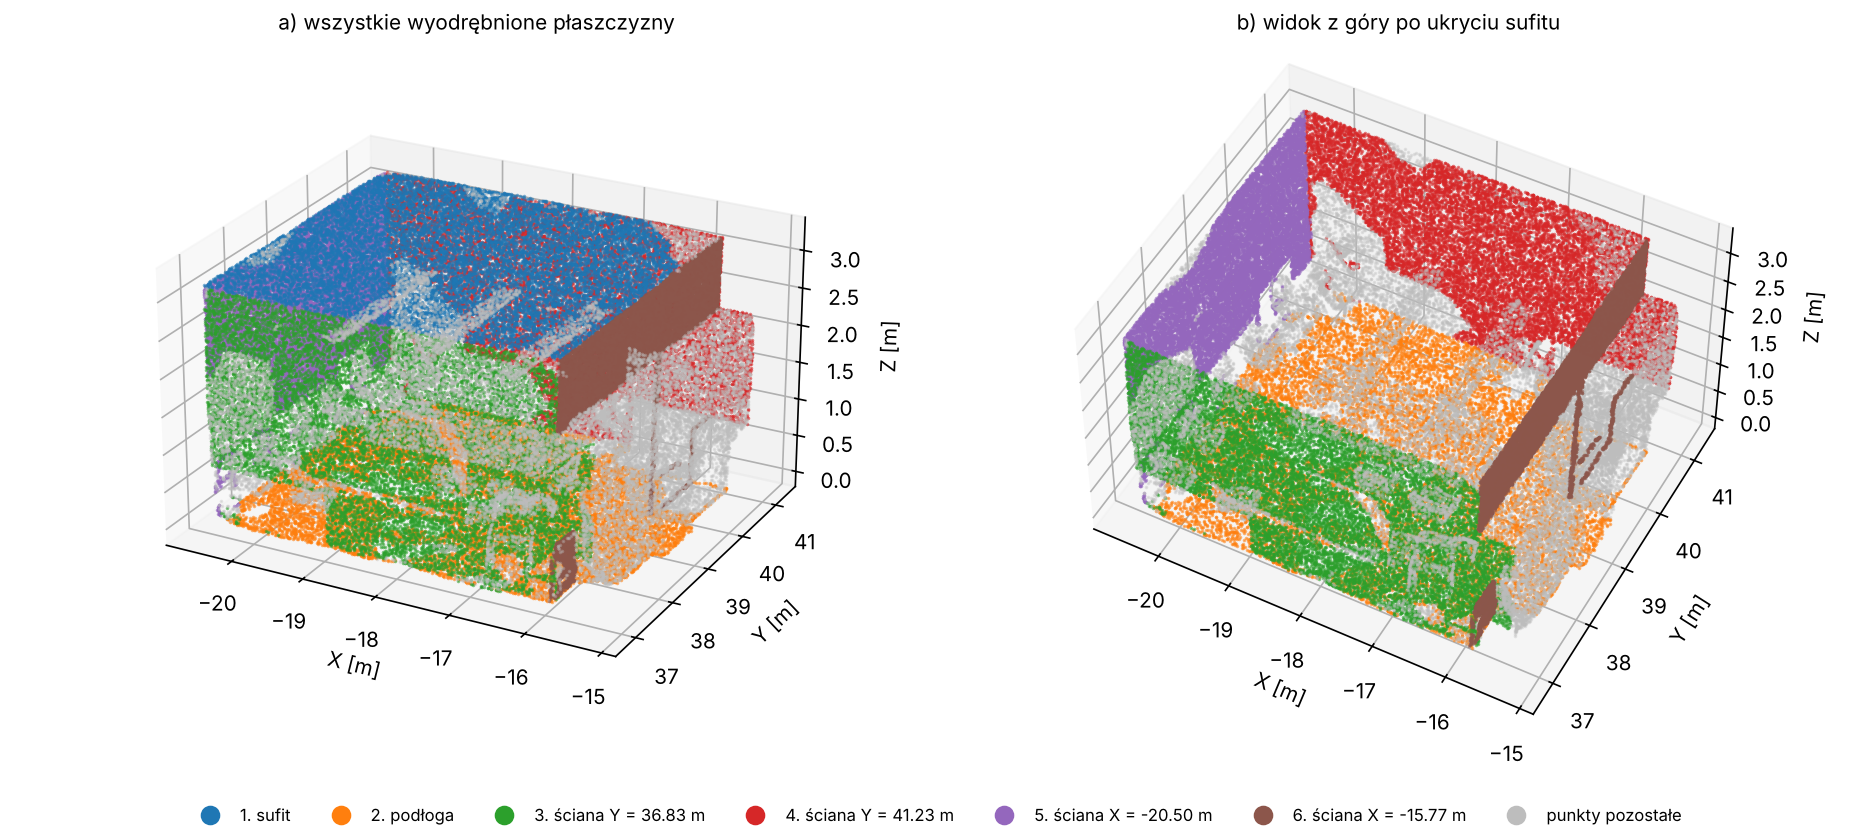 a) wszystkie wyodrębnione płaszczyzny
b) widok z góry po ukryciu sufitu
3.0
2.5
2.0
1.5
1.0
0.5
0.0
Z [m]
−20
−19
−18
−17
−16
−15
X [m]
37
38
39
40
41
Y [m]
3.0
2.5
2.0
1.5
1.0
0.5
0.0
Z [m]
−20
−19
−18
−17
−16
−15
X [m]
37
38
39
40
41
Y [m]
1. sufit
2. podłoga
3. ściana Y = 36.83 m
4. ściana Y = 41.23 m
5. ściana X = -20.50 m
6. ściana X = -15.77 m
punkty pozostałe